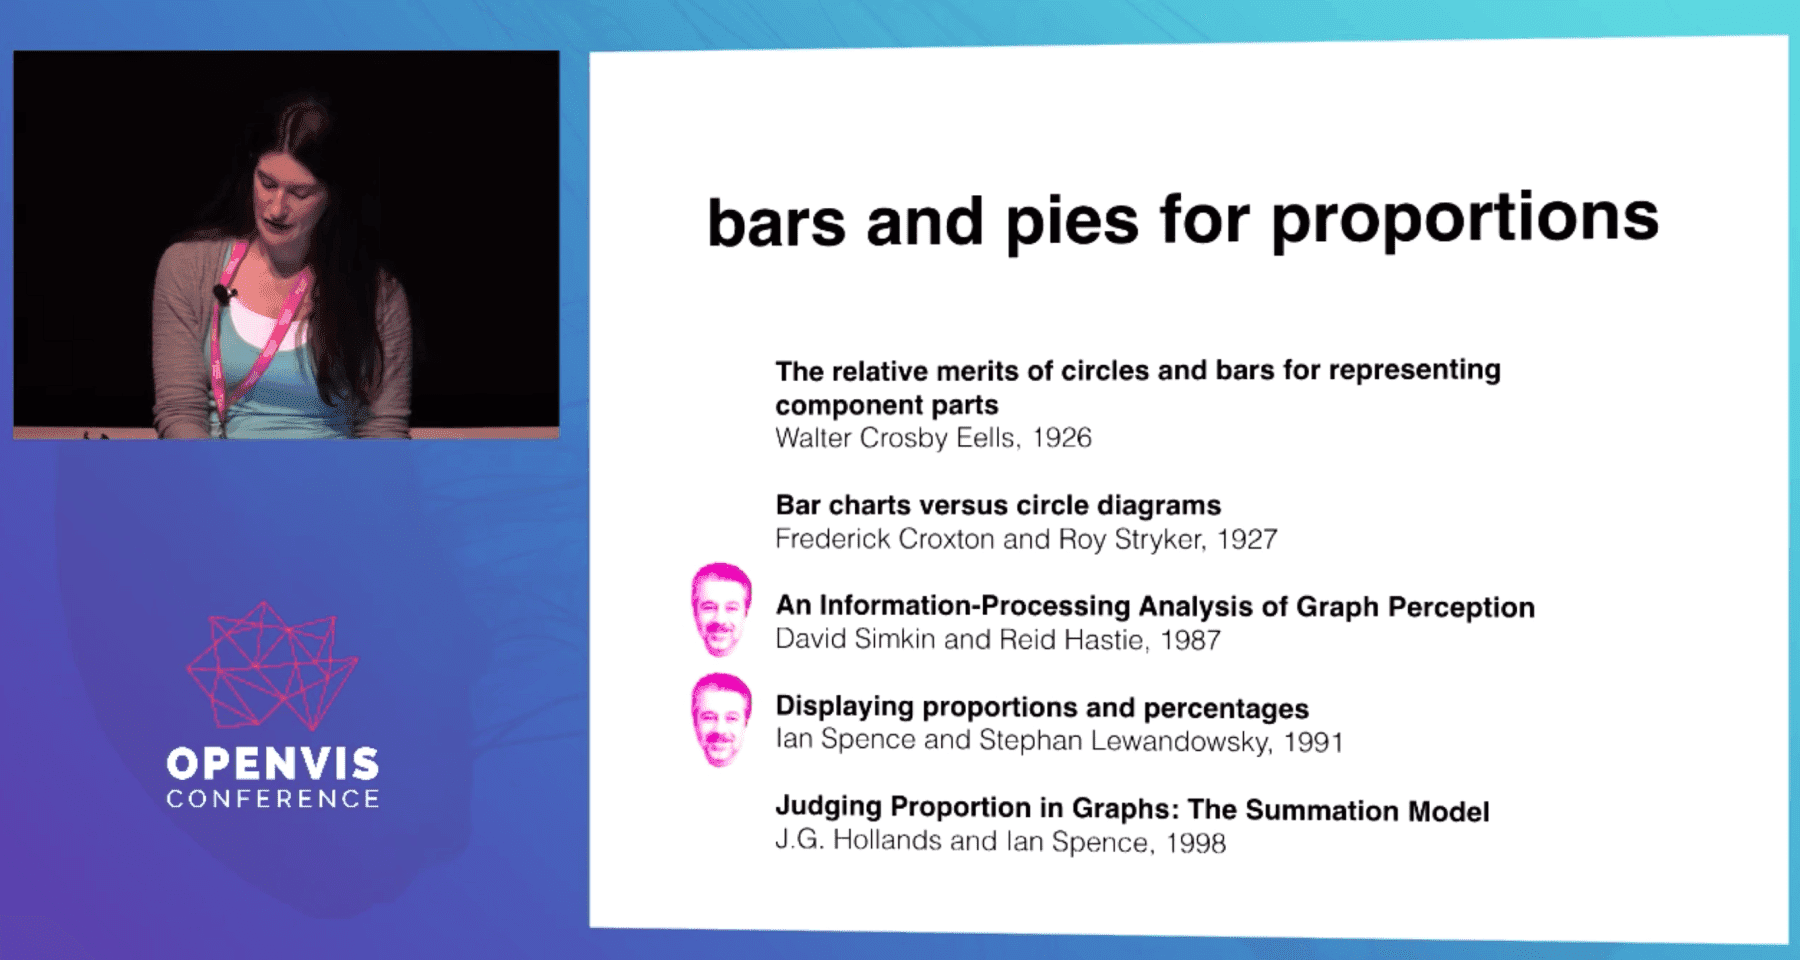 bars and pies for proportions
The relative merits of circles and bars for representing
component parts
Walter Crosby Eells, 1926
Bar charts versus circle diagrams
Frederick Croxton and Roy Stryker, 1927
An Information-Processing Analysis of Graph Perception
David Simkin and Reid Hastie, 1987
Displaying proportions and percentages
Ian Spence and Stephan Lewandowsky, 1991
Judging Proportion in Graphs: The Summation Model
J.G. Hollands and Ian Spence, 1998
OPENVIS
CONFERENCE